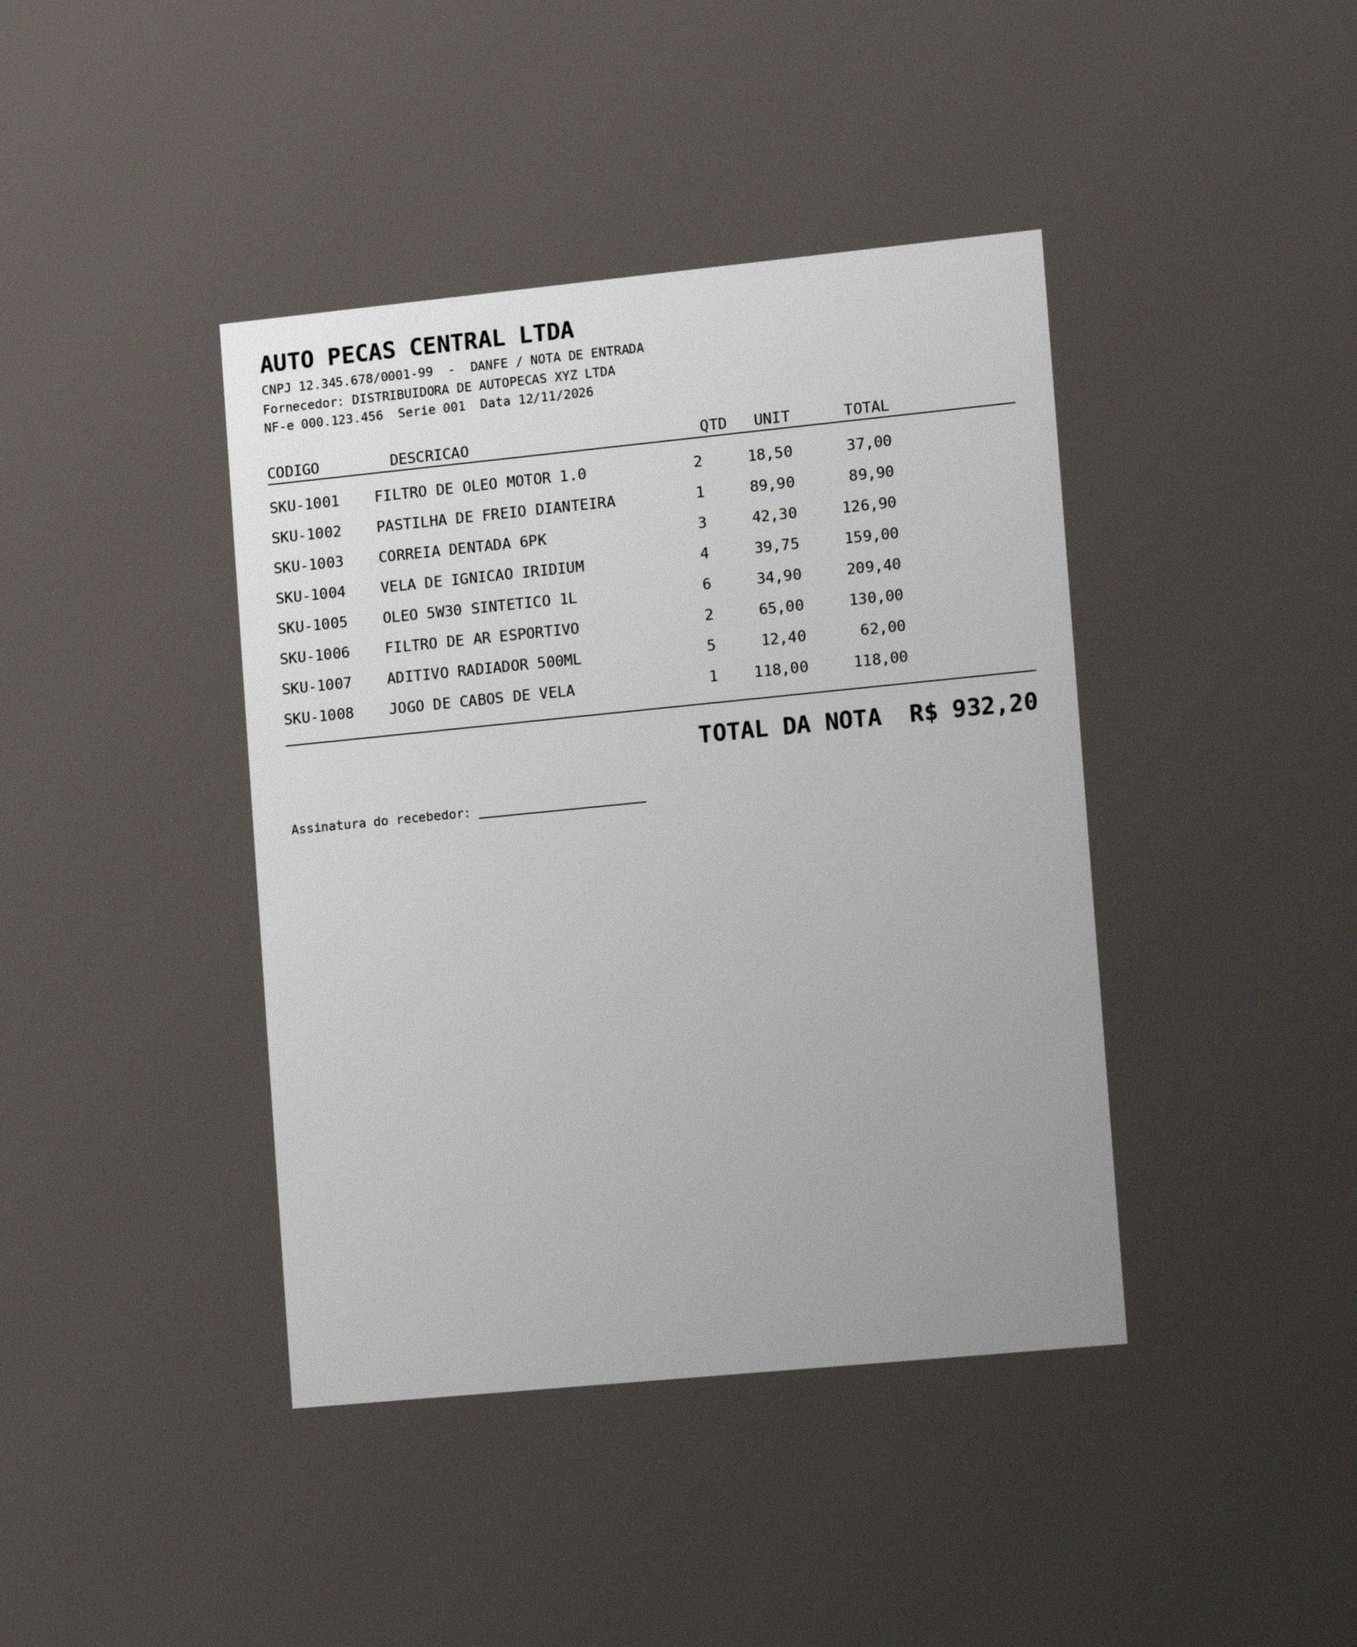 AUTO PECAS CENTRAL LTDA
CNPJ 12.345.678/0001-99 - DANFE / NOTA DE ENTRADA
Fornecedor: DISTRIBUIDORA DE AUTOPECAS XYZ LTDA
NF-e 000.123.456 Serie 001 Data 12/11/2026
CODIGO DESCRICAO QTD UNIT TOTAL
SKU-1001 FILTRO DE OLEO MOTOR 1.0 2 18,50 37,00
SKU-1002 PASTILHA DE FREIO DIANTEIRA 1 89,90 89,90
SKU-1003 CORREIA DENTADA 6PK 3 42,30 126,90
SKU-1004 VELA DE IGNICAO IRIDIUM 4 39,75 159,00
SKU-1005 OLEO 5W30 SINTETICO 1L 6 34,90 209,40
SKU-1006 FILTRO DE AR ESPORTIVO 2 65,00 130,00
SKU-1007 ADITIVO RADIADOR 500ML 5 12,40 62,00
SKU-1008 JOGO DE CABOS DE VELA 1 118,00 118,00
TOTAL DA NOTA R$ 932,20
Assinatura do recebedor: